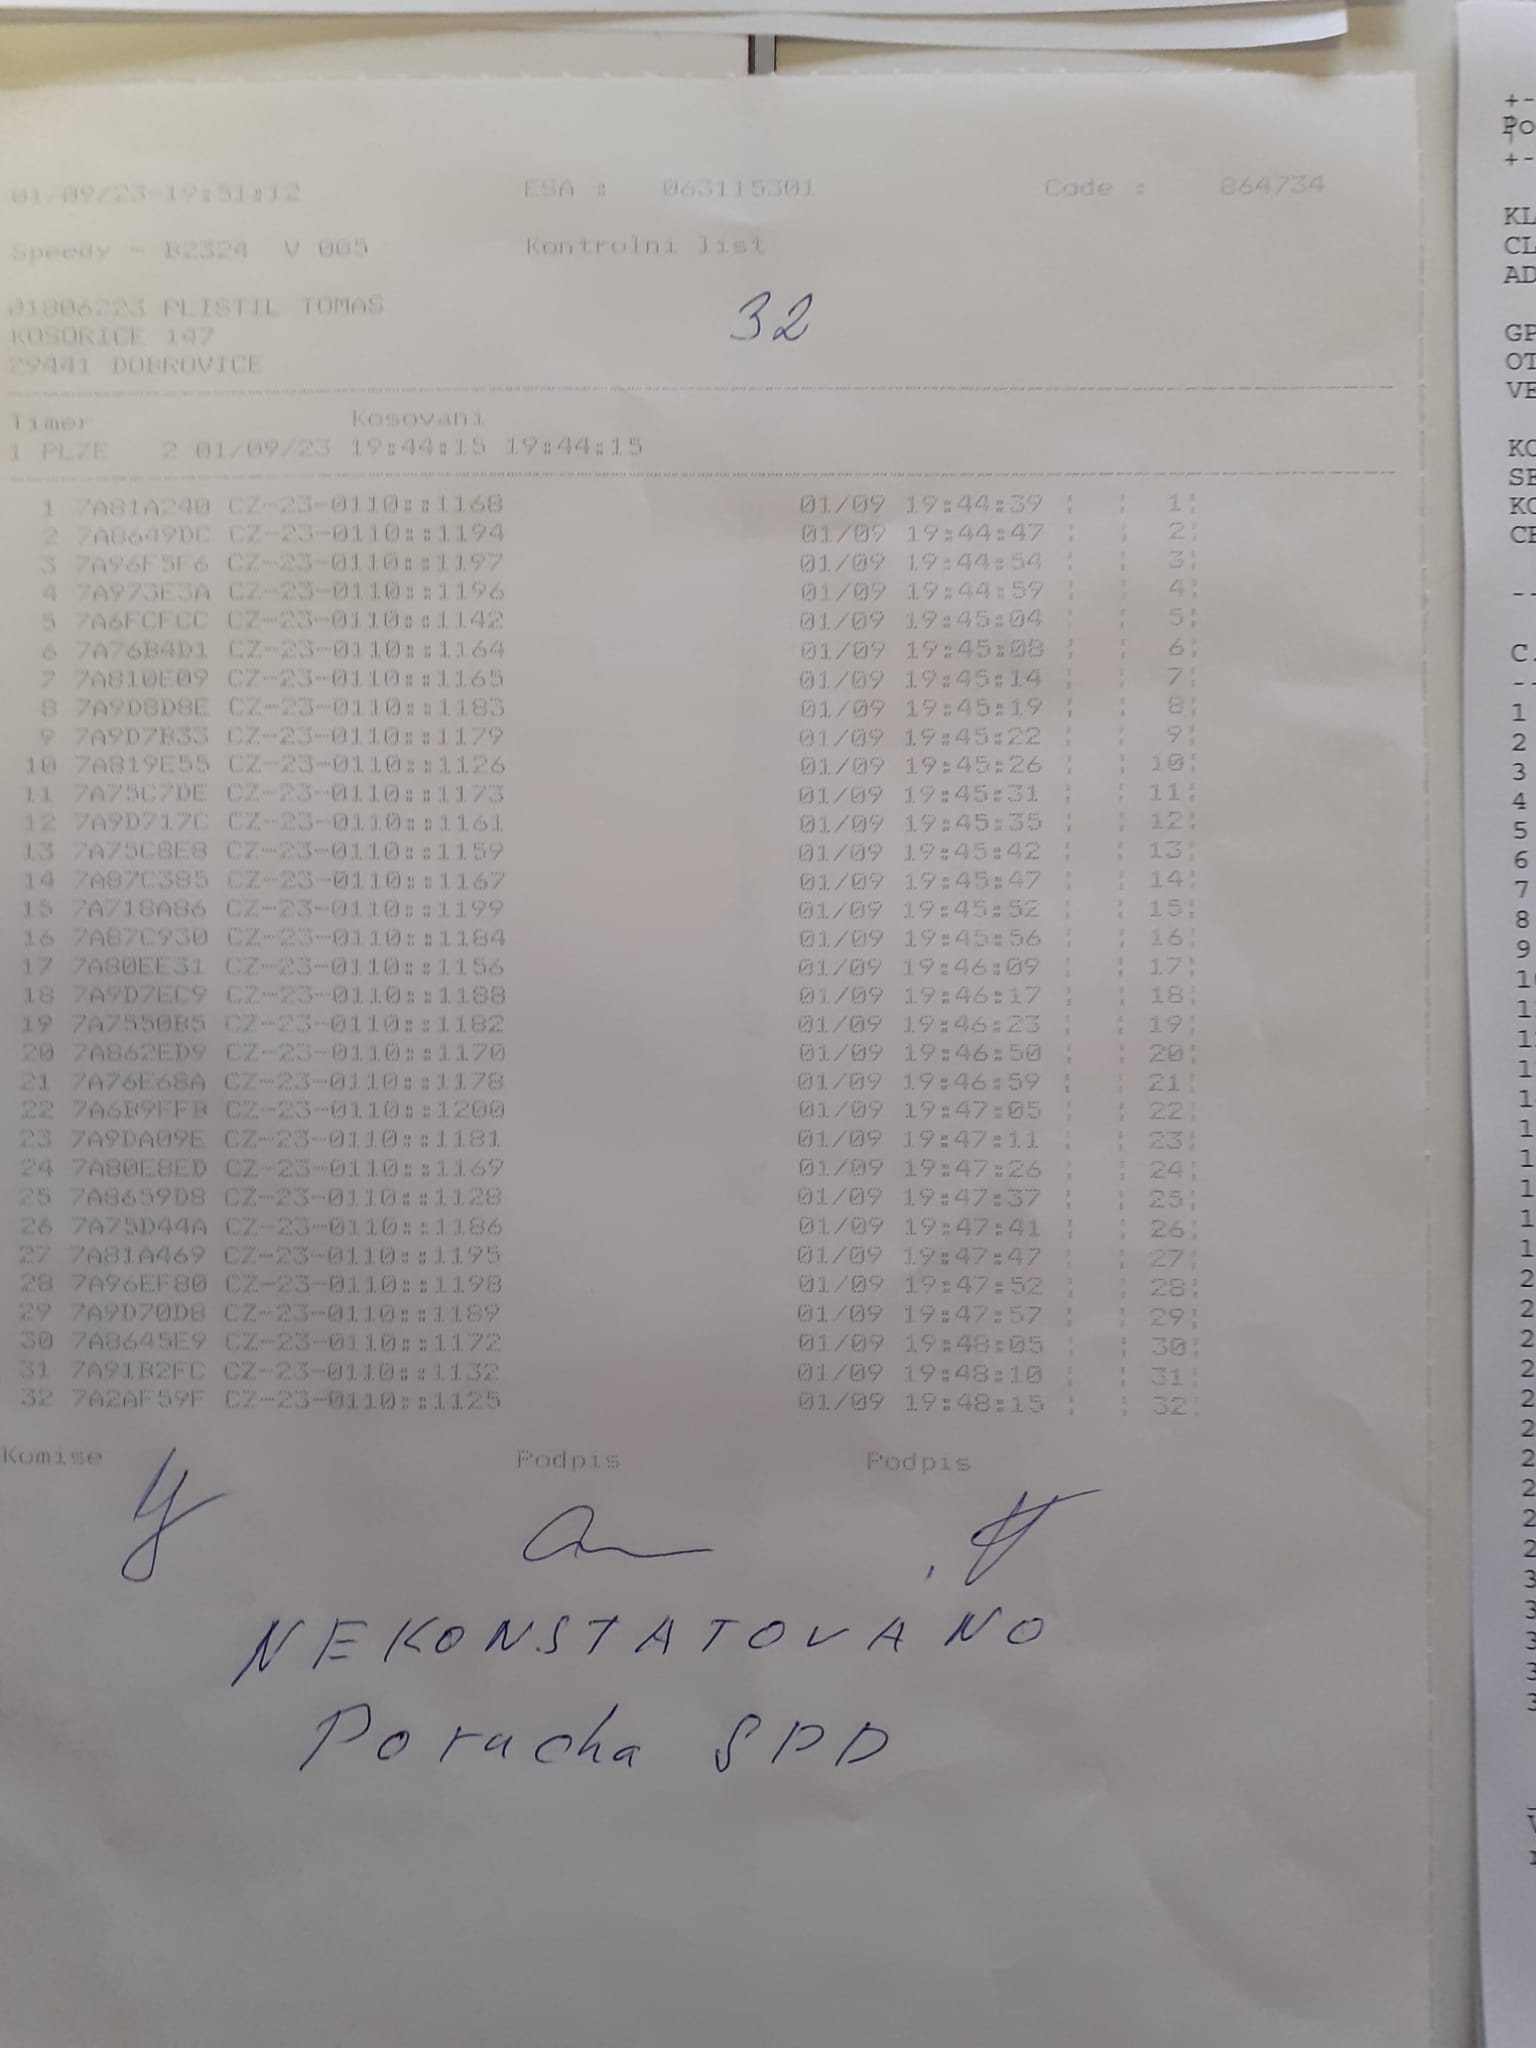 01/09/23-19:51:12 ESA : 063115301 Code : 864734
Speedy - B2324 V 005 Kontrolni list
01806223 PLISTIL TOMAS
KOSORICE 147
32
29441 DOBROVICE
Timer Kosovani
1 PLZE 2 01/09/23 19:44:15 19:44:15
1 7A81A240 CZ-23-0110::1168 01/09 19:44:39 : : 1:
2 7A8649DC CZ-23-0110::1194 01/09 19:44:47 : : 2:
3 7A96F5F6 CZ-23-0110::1197 01/09 19:44:54 : : 3:
4 7A973E3A CZ-23-0110::1196 01/09 19:44:59 : : 4:
5 7A6FCFCC CZ-23-0110::1142 01/09 19:45:04 : : 5:
6 7A76B4D1 CZ-23-0110::1164 01/09 19:45:08 : : 6:
7 7A810E09 CZ-23-0110::1165 01/09 19:45:14 : : 7:
8 7A9D8D8E CZ-23-0110::1183 01/09 19:45:19 : : 8:
9 7A9D7B33 CZ-23-0110::1179 01/09 19:45:22 : : 9:
10 7A819E55 CZ-23-0110::1126 01/09 19:45:26 : : 10:
11 7A75C7DE CZ-23-0110::1173 01/09 19:45:31 : : 11:
12 7A9D717C CZ-23-0110::1161 01/09 19:45:35 : : 12:
13 7A75C8E8 CZ-23-0110::1159 01/09 19:45:42 : : 13:
14 7A87C385 CZ-23-0110::1167 01/09 19:45:47 : : 14:
15 7A718A86 CZ-23-0110::1199 01/09 19:45:52 : : 15:
16 7A87C930 CZ-23-0110::1184 01/09 19:45:56 : : 16:
17 7A80EE31 CZ-23-0110::1156 01/09 19:46:09 : : 17:
18 7A9D7EC9 CZ-23-0110::1188 01/09 19:46:17 : : 18:
19 7A7550B5 CZ-23-0110::1182 01/09 19:46:23 : : 19:
20 7A862ED9 CZ-23-0110::1170 01/09 19:46:50 : : 20:
21 7A76E68A CZ-23-0110::1178 01/09 19:46:59 : : 21:
22 7A6B9FFB CZ-23-0110::1200 01/09 19:47:05 : : 22:
23 7A9DA09E CZ-23-0110::1181 01/09 19:47:11 : : 23:
24 7A80E8ED CZ-23-0110::1169 01/09 19:47:26 : : 24:
25 7A8659D8 CZ-23-0110::1128 01/09 19:47:37 : : 25:
26 7A75D44A CZ-23-0110::1186 01/09 19:47:41 : : 26:
27 7A81A469 CZ-23-0110::1195 01/09 19:47:47 : : 27:
28 7A96EF80 CZ-23-0110::1198 01/09 19:47:52 : : 28:
29 7A9D70D8 CZ-23-0110::1189 01/09 19:47:57 : : 29:
30 7A8645E9 CZ-23-0110::1172 01/09 19:48:05 : : 30:
31 7A91B2FC CZ-23-0110::1132 01/09 19:48:10 : : 31:
32 7A2AF59F CZ-23-0110::1125 01/09 19:48:15 : : 32:
Komise Podpis Podpis
NEKONSTATOVANO
Porucha SPD